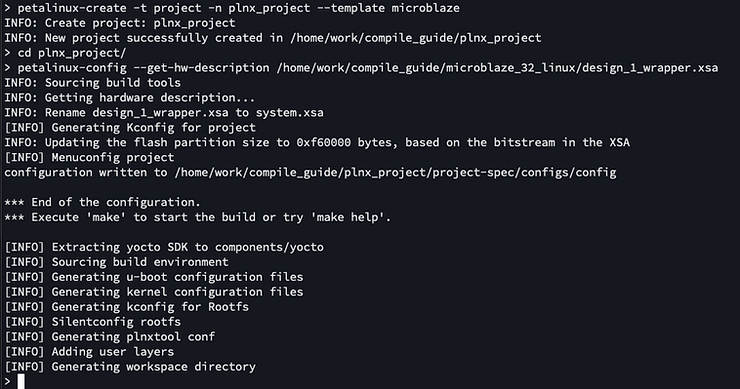 > petalinux-create -t project -n plnx_project --template microblaze
INFO: Create project: plnx_project
INFO: New project successfully created in /home/work/compile_guide/plnx_project
> cd plnx_project/
> petalinux-config --get-hw-description /home/work/compile_guide/microblaze_32_linux/design_1_wrapper.xsa
INFO: Sourcing build tools
INFO: Getting hardware description...
INFO: Rename design_1_wrapper.xsa to system.xsa
[INFO] Generating Kconfig for project
INFO: Updating the flash partition size to 0xf60000 bytes, based on the bitstream in the XSA
[INFO] Menuconfig project
configuration written to /home/work/compile_guide/plnx_project/project-spec/configs/config
*** End of the configuration.
*** Execute 'make' to start the build or try 'make help'.
[INFO] Extracting yocto SDK to components/yocto
[INFO] Sourcing build environment
[INFO] Generating u-boot configuration files
[INFO] Generating kernel configuration files
[INFO] Generating kconfig for Rootfs
[INFO] Silentconfig rootfs
[INFO] Generating plnxtool conf
[INFO] Adding user layers
[INFO] Generating workspace directory
>